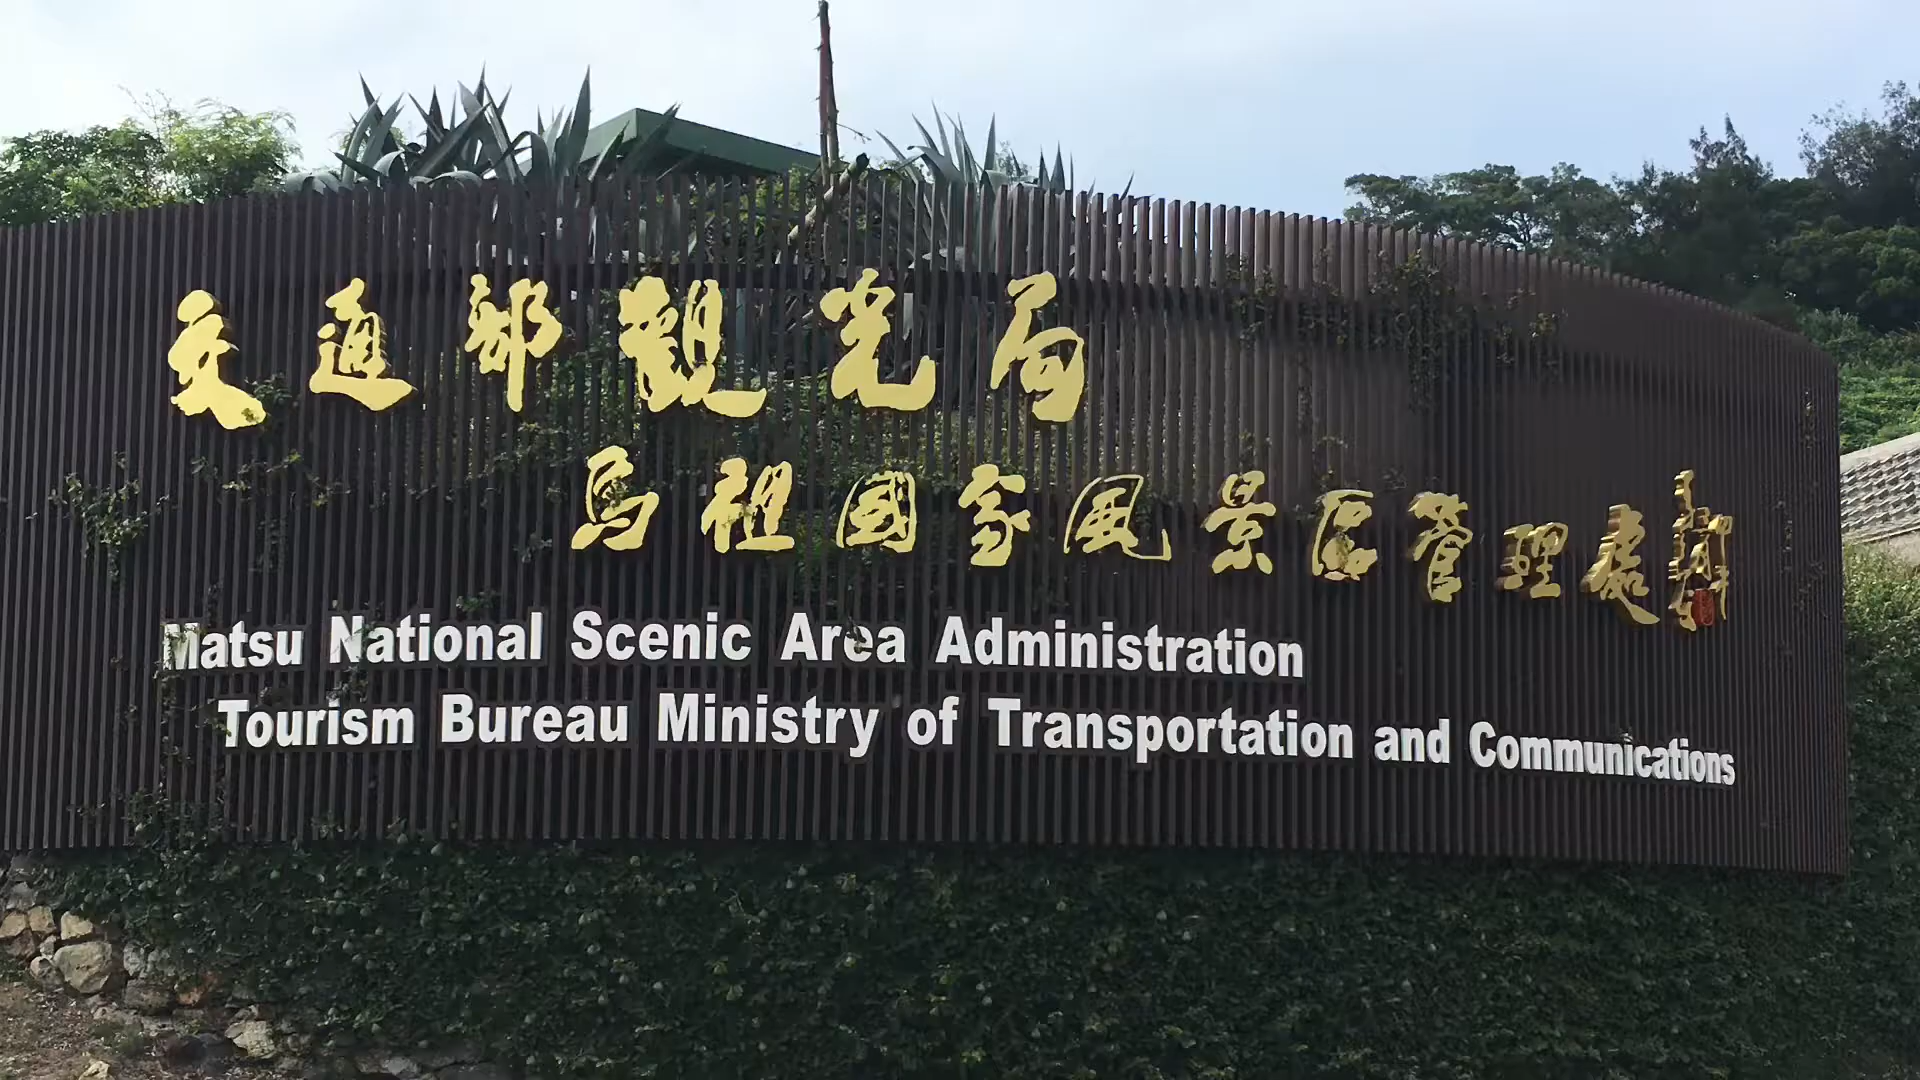 交通部觀光局
馬祖國家風景區管理處
Matsu National Scenic Area Administration
Tourism Bureau Ministry of Transportation and Communications